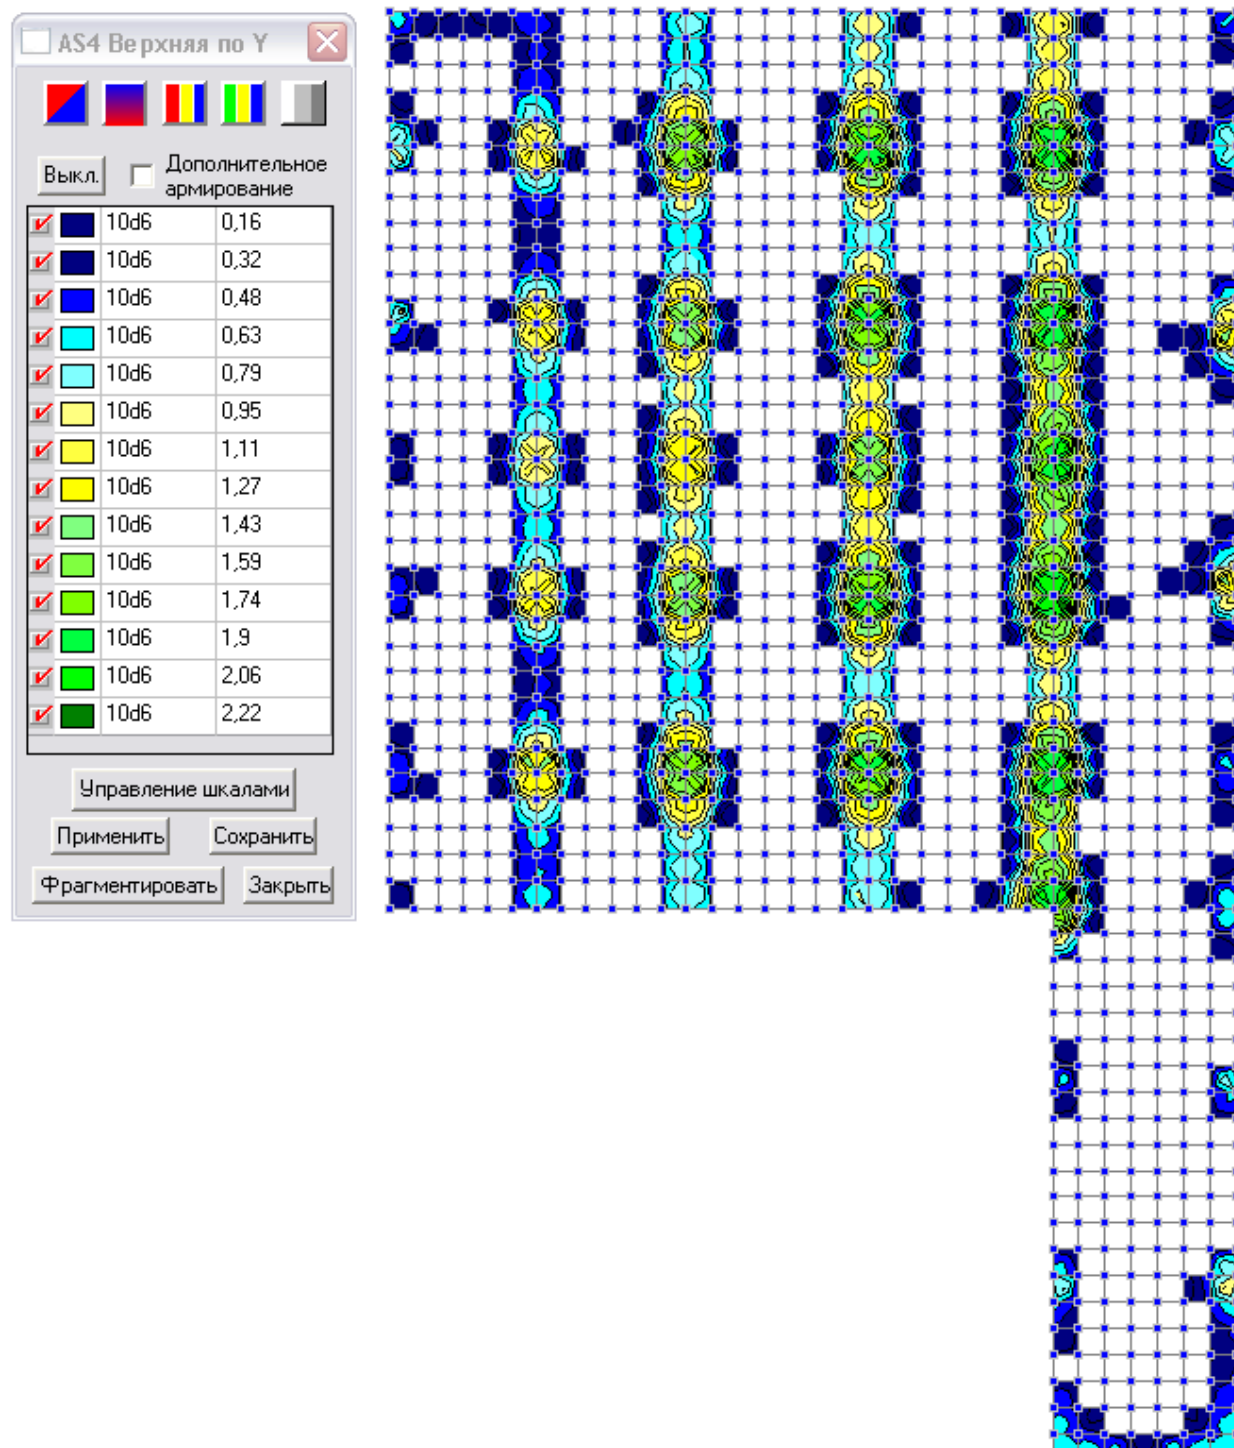 AS4 Верхняя по Y
Выкл.
Дополнительное
армирование
10d6 0,16
10d6 0,32
10d6 0,48
10d6 0,63
10d6 0,79
10d6 0,95
10d6 1,11
10d6 1,27
10d6 1,43
10d6 1,59
10d6 1,74
10d6 1,9
10d6 2,06
10d6 2,22
Управление шкалами
Применить Сохранить
Фрагментировать Закрыть